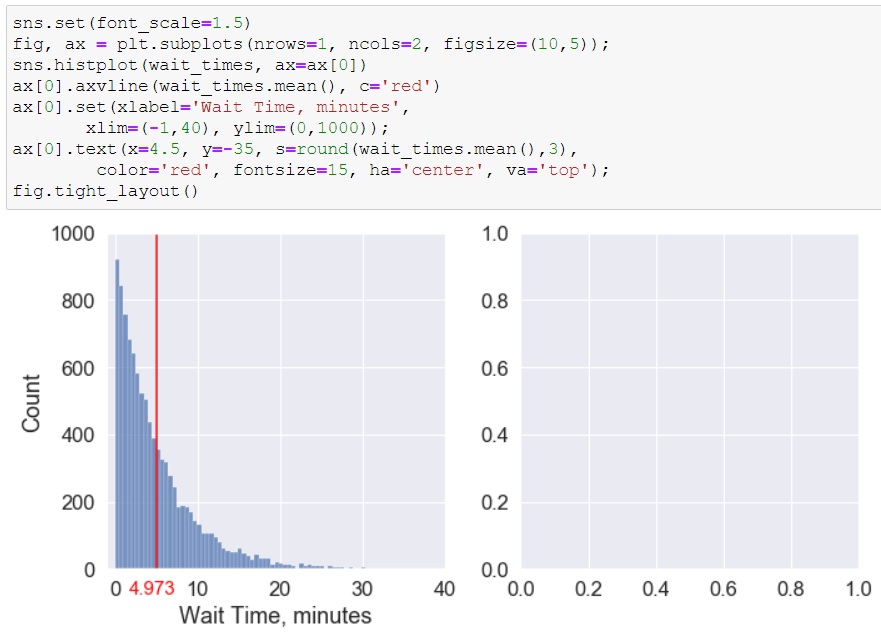 sns.set(font_scale=1.5)
fig, ax = plt.subplots(nrows=1, ncols=2, figsize=(10,5));
sns.histplot(wait_times, ax=ax[0])
ax[0].axvline(wait_times.mean(), c='red')
ax[0].set(xlabel='Wait Time, minutes',
       xlim=(-1,40), ylim=(0,1000));
ax[0].text(x=4.5, y=-35, s=round(wait_times.mean(),3),
        color='red', fontsize=15, ha='center', va='top');
fig.tight_layout()
1000
800
600
400
200
0
Count
0 4.973 10 20 30 40
Wait Time, minutes
1.0
0.8
0.6
0.4
0.2
0.0
0.0 0.2 0.4 0.6 0.8 1.0